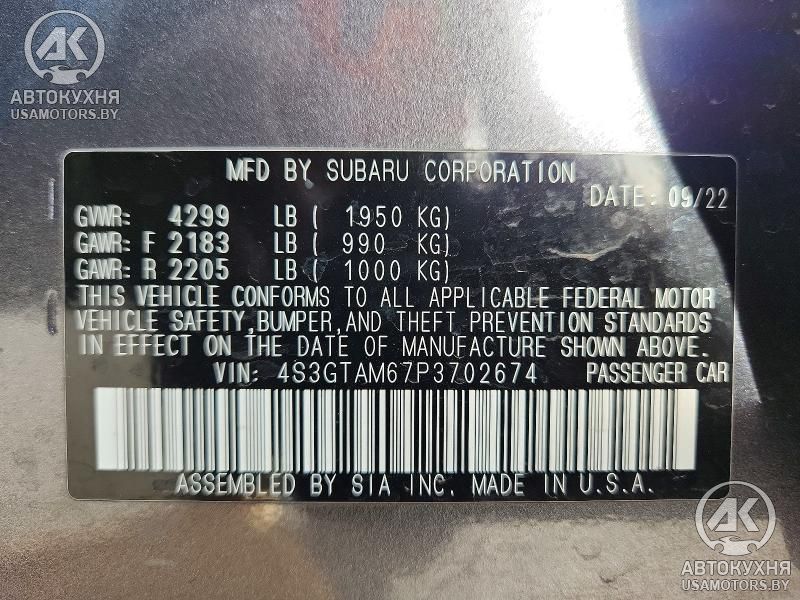 AK
АВТОКУХНЯ
USAMOTORS.BY
MFD BY SUBARU CORPORATION
DATE: 09/22
GVWR: 4299 LB ( 1950 KG)
GAWR: F 2183 LB ( 990 KG)
GAWR: R 2205 LB ( 1000 KG)
THIS VEHICLE CONFORMS TO ALL APPLICABLE FEDERAL MOTOR
VEHICLE SAFETY,BUMPER,AND THEFT PREVENTION STANDARDS
IN EFFECT ON THE DATE OF MANUFACTURE SHOWN ABOVE.
VIN: 4S3GTAM67P3702674 PASSENGER CAR
ASSEMBLED BY SIA INC. MADE IN U.S.A.
AK
АВТОКУХНЯ
USAMOTORS.BY